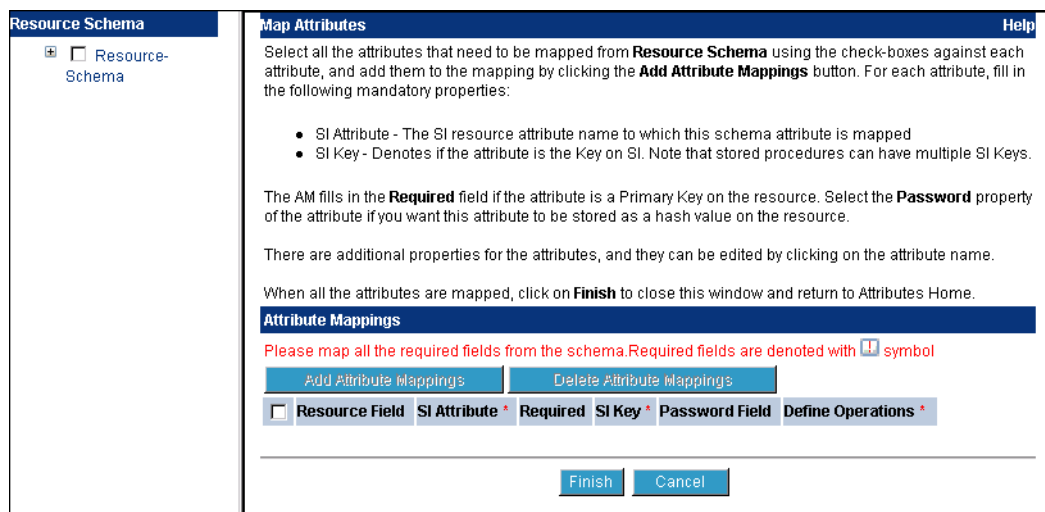 Resource Schema
Resource-
Schema
Map Attributes
Help
Select all the attributes that need to be mapped from Resource Schema using the check-boxes against each
attribute, and add them to the mapping by clicking the Add Attribute Mappings button. For each attribute, fill in
the following mandatory properties:
• SI Attribute - The SI resource attribute name to which this schema attribute is mapped
• SI Key - Denotes if the attribute is the Key on SI. Note that stored procedures can have multiple SI Keys.
The AM fills in the Required field if the attribute is a Primary Key on the resource. Select the Password property
of the attribute if you want this attribute to be stored as a hash value on the resource.
There are additional properties for the attributes, and they can be edited by clicking on the attribute name.
When all the attributes are mapped, click on Finish to close this window and return to Attributes Home.
Attribute Mappings
Please map all the required fields from the schema.Required fields are denoted with ! symbol
Add Attribute Mappings Delete Attribute Mappings
Resource Field SI Attribute * Required SI Key * Password Field Define Operations *
Finish Cancel